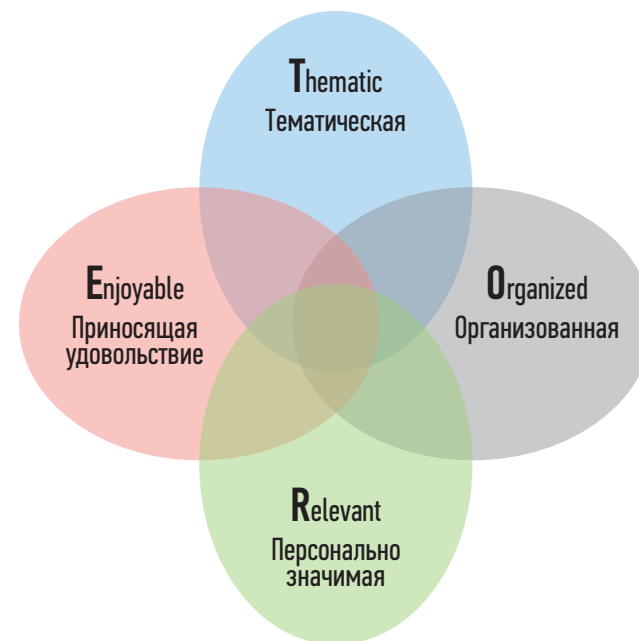 Thematic
Тематическая
Enjoyable
Приносящая
удовольствие
Organized
Организованная
Relevant
Персонально
значимая